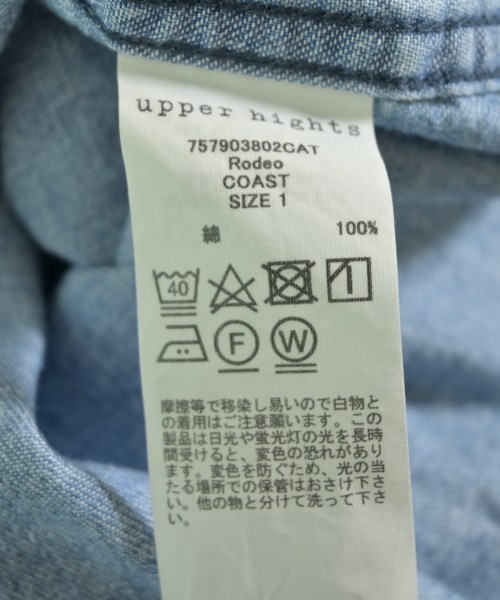 upper hights
757903802CAT
Rodeo
COAST
SIZE 1
綿 100%
40
F W
摩擦等で移染し易いので白物と
の着用はご注意願います。この
製品は日光や蛍光灯の光を長時
間受けると、変色の恐れがあり
ます。変色を防ぐため、光の当
たる場所での保管はおさけ下さ
い。他の物と分けて洗って下さ
い。